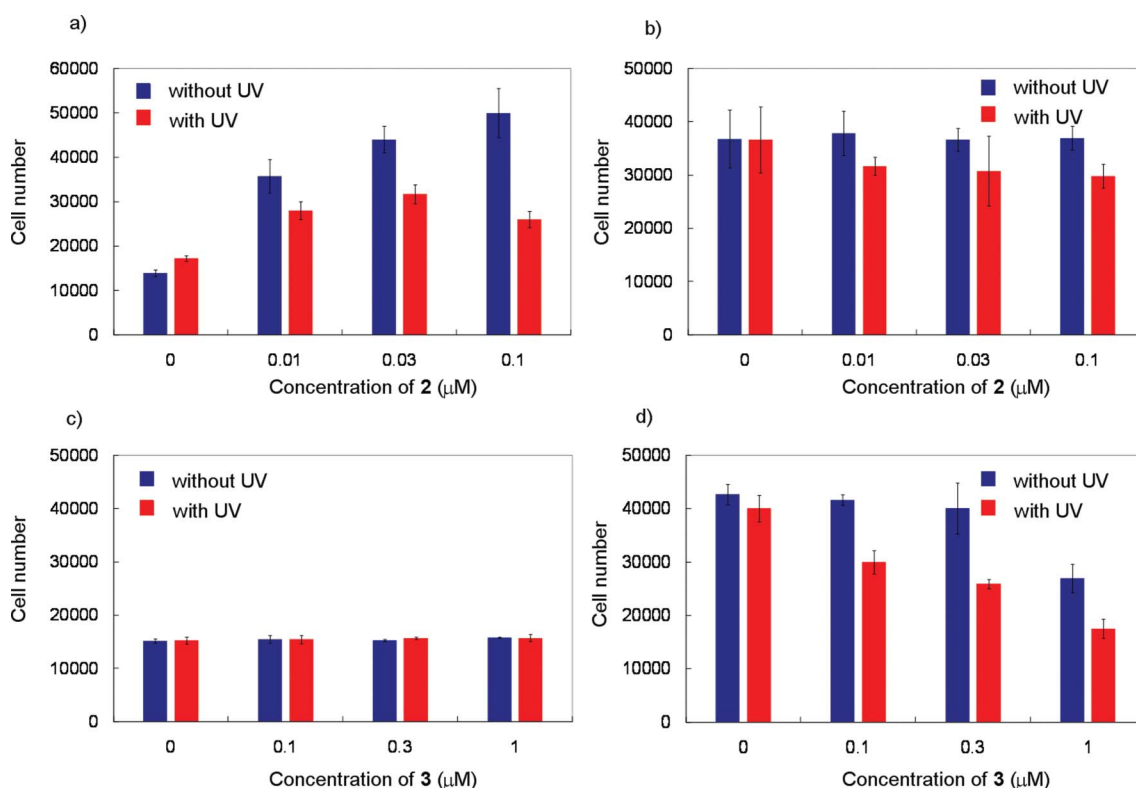 a)
60000
50000
40000
30000
20000
10000
0
Cell number
without UV
with UV
0 0.01 0.03 0.1
Concentration of 2 (μM)
b)
50000
40000
30000
20000
10000
0
Cell number
without UV
with UV
0 0.01 0.03 0.1
Concentration of 2 (μM)
c)
50000
40000
30000
20000
10000
0
Cell number
without UV
with UV
0 0.1 0.3 1
Concentration of 3 (μM)
d)
50000
40000
30000
20000
10000
0
Cell number
without UV
with UV
0 0.1 0.3 1
Concentration of 3 (μM)